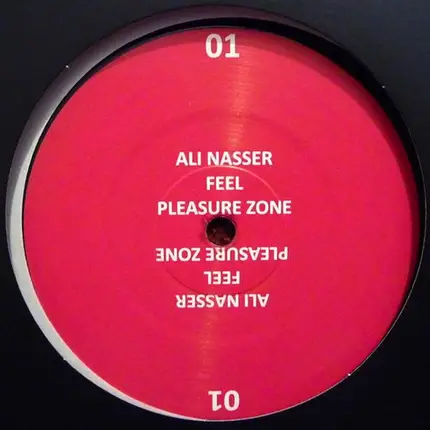 01
ALI NASSER
FEEL
PLEASURE ZONE
PLEASURE ZONE
FEEL
ALI NASSER
01